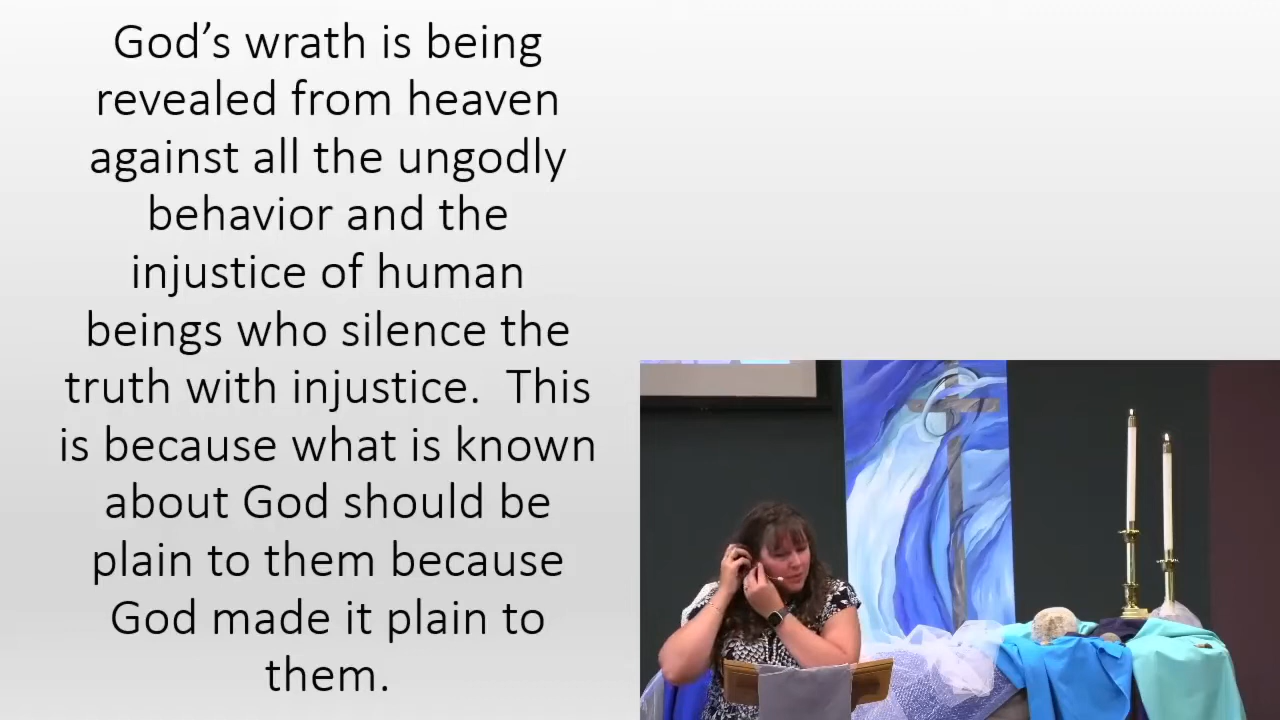 God’s wrath is being
revealed from heaven
against all the ungodly
behavior and the
injustice of human
beings who silence the
truth with injustice.  This
is because what is known
about God should be
plain to them because
God made it plain to
them.